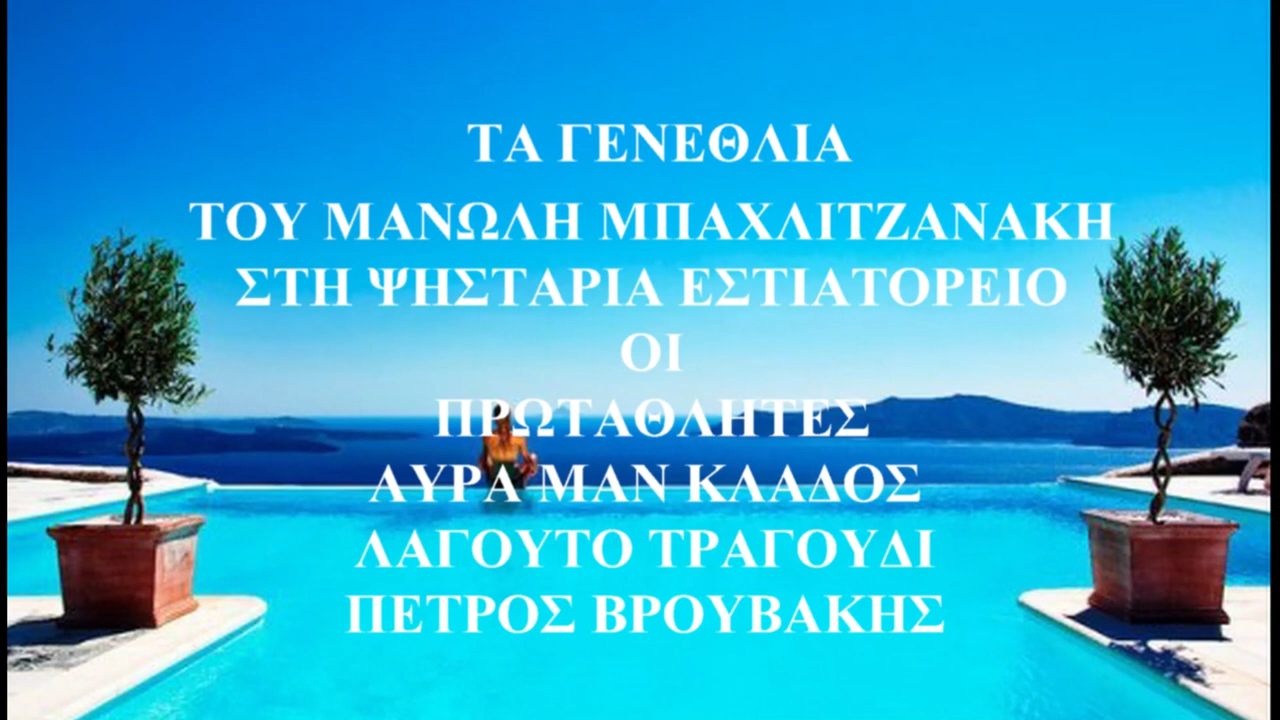 ΤΑ ΓΕΝΕΘΛΙΑ
ΤΟΥ ΜΑΝΩΛΗ ΜΠΑΧΛΙΤΖΑΝΑΚΗ
ΣΤΗ ΨΗΣΤΑΡΙΑ ΕΣΤΙΑΤΟΡΕΙΟ
ΟΙ
ΠΡΩΤΑΘΛΗΤΕΣ
ΛΥΡΑ ΜΑΝ ΚΛΑΔΟΣ
ΛΑΓΟΥΤΟ ΤΡΑΓΟΥΔΙ
ΠΕΤΡΟΣ ΒΡΟΥΒΑΚΗΣ